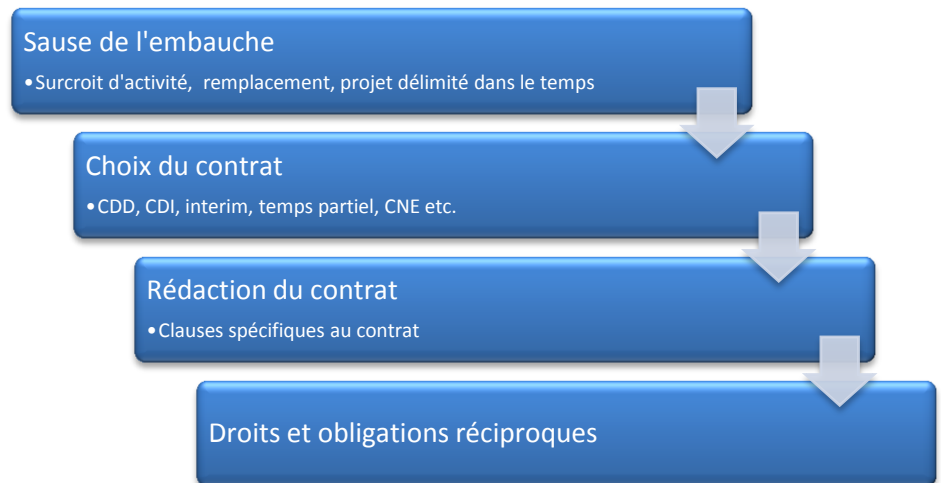 Sause de l'embauche
•Surcroit d'activité, remplacement, projet délimité dans le temps
Choix du contrat
•CDD, CDI, interim, temps partiel, CNE etc.
Rédaction du contrat
•Clauses spécifiques au contrat
Droits et obligations réciproques